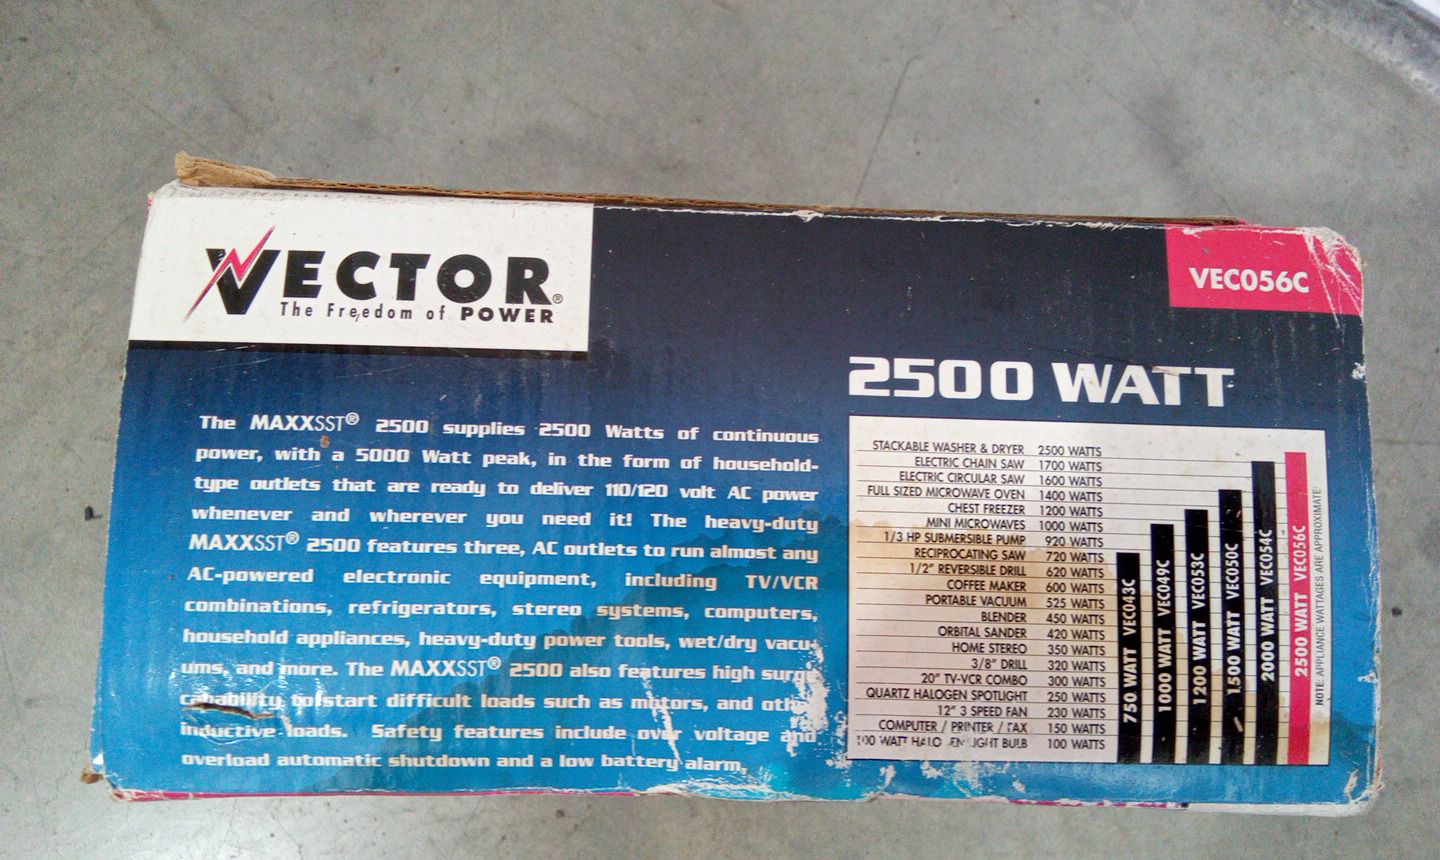 VECTOR®
The Freedom of POWER
VEC056C
The MAXXSST® 2500 supplies 2500 Watts of continuous
power, with a 5000 Watt peak, in the form of household-
type outlets that are ready to deliver 110/120 volt AC power
whenever and wherever you need it! The heavy-duty
MAXXSST® 2500 features three, AC outlets to run almost any
AC-powered electronic equipment, including TV/VCR
combinations, refrigerators, stereo systems, computers,
household appliances, heavy-duty power tools, wet/dry vacu-
ums, and more. The MAXXSST® 2500 also features high surge
capability to start difficult loads such as motors, and other
inductive loads. Safety features include over voltage and
overload automatic shutdown and a low battery alarm.
2500 WATT
STACKABLE WASHER & DRYER 2500 WATTS
ELECTRIC CHAIN SAW 1700 WATTS
ELECTRIC CIRCULAR SAW 1600 WATTS
FULL SIZED MICROWAVE OVEN 1400 WATTS
CHEST FREEZER 1200 WATTS
MINI MICROWAVES 1000 WATTS
1/3 HP SUBMERSIBLE PUMP 920 WATTS
RECIPROCATING SAW 720 WATTS
1/2" REVERSIBLE DRILL 620 WATTS
COFFEE MAKER 600 WATTS
PORTABLE VACUUM 525 WATTS
BLENDER 450 WATTS
ORBITAL SANDER 420 WATTS
HOME STEREO 350 WATTS
3/8" DRILL 320 WATTS
20" TV-VCR COMBO 300 WATTS
QUARTZ HALOGEN SPOTLIGHT 250 WATTS
12" 3 SPEED FAN 230 WATTS
COMPUTER / PRINTER / FAX 150 WATTS
100 WATT HALOGEN LIGHT BULB 100 WATTS
750 WATT VEC043C
1000 WATT VEC049C
1200 WATT VEC053C
1500 WATT VEC050C
2000 WATT VEC054C
2500 WATT VEC056C
NOTE: APPLIANCE WATTAGES ARE APPROXIMATE